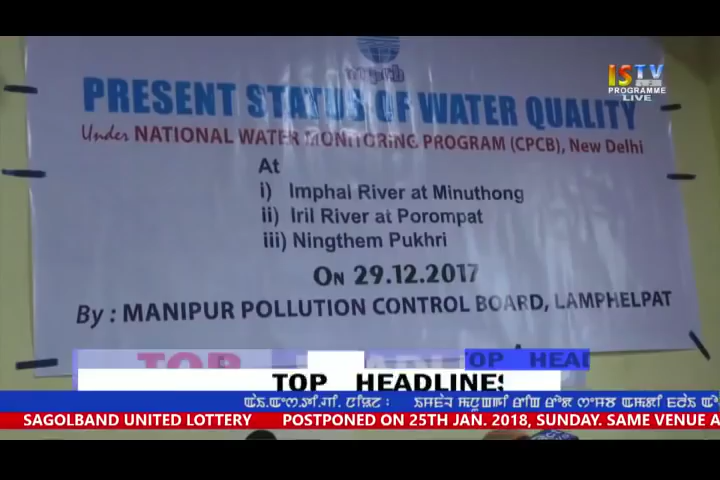 ISTV
PROGRAMME
LIVE
PRESENT STATUS OF WATER QUALITY
Under NATIONAL WATER MONITORING PROGRAM (CPCB), New Delhi
At
i) Imphal River at Minuthong
ii) Iril River at Porompat
iii) Ningthem Pukhri
ON 29.12.2017
By : MANIPUR POLLUTION CONTROL BOARD, LAMPHELPAT
TOP HEADLINES
SAGOLBAND UNITED LOTTERY POSTPONED ON 25TH JAN. 2018, SUNDAY. SAME VENUE A